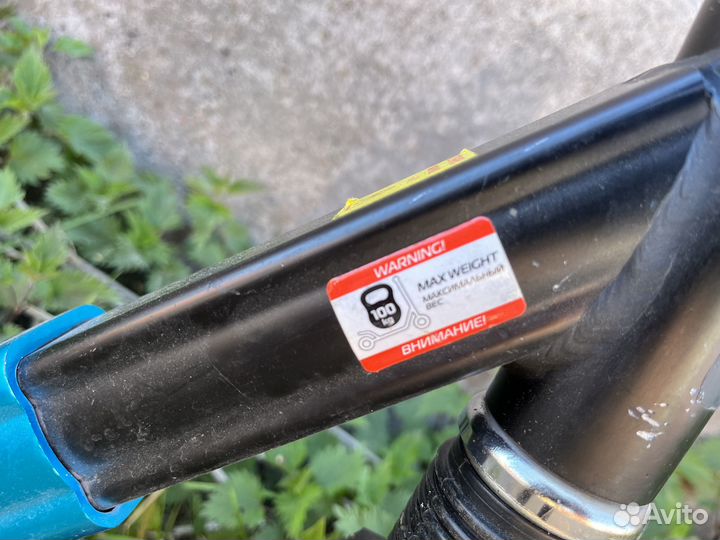 WARNING!
MAX WEIGHT
МАКСИМАЛЬНЫЙ
ВЕС
100
kg
ВНИМАНИЕ!
Avito